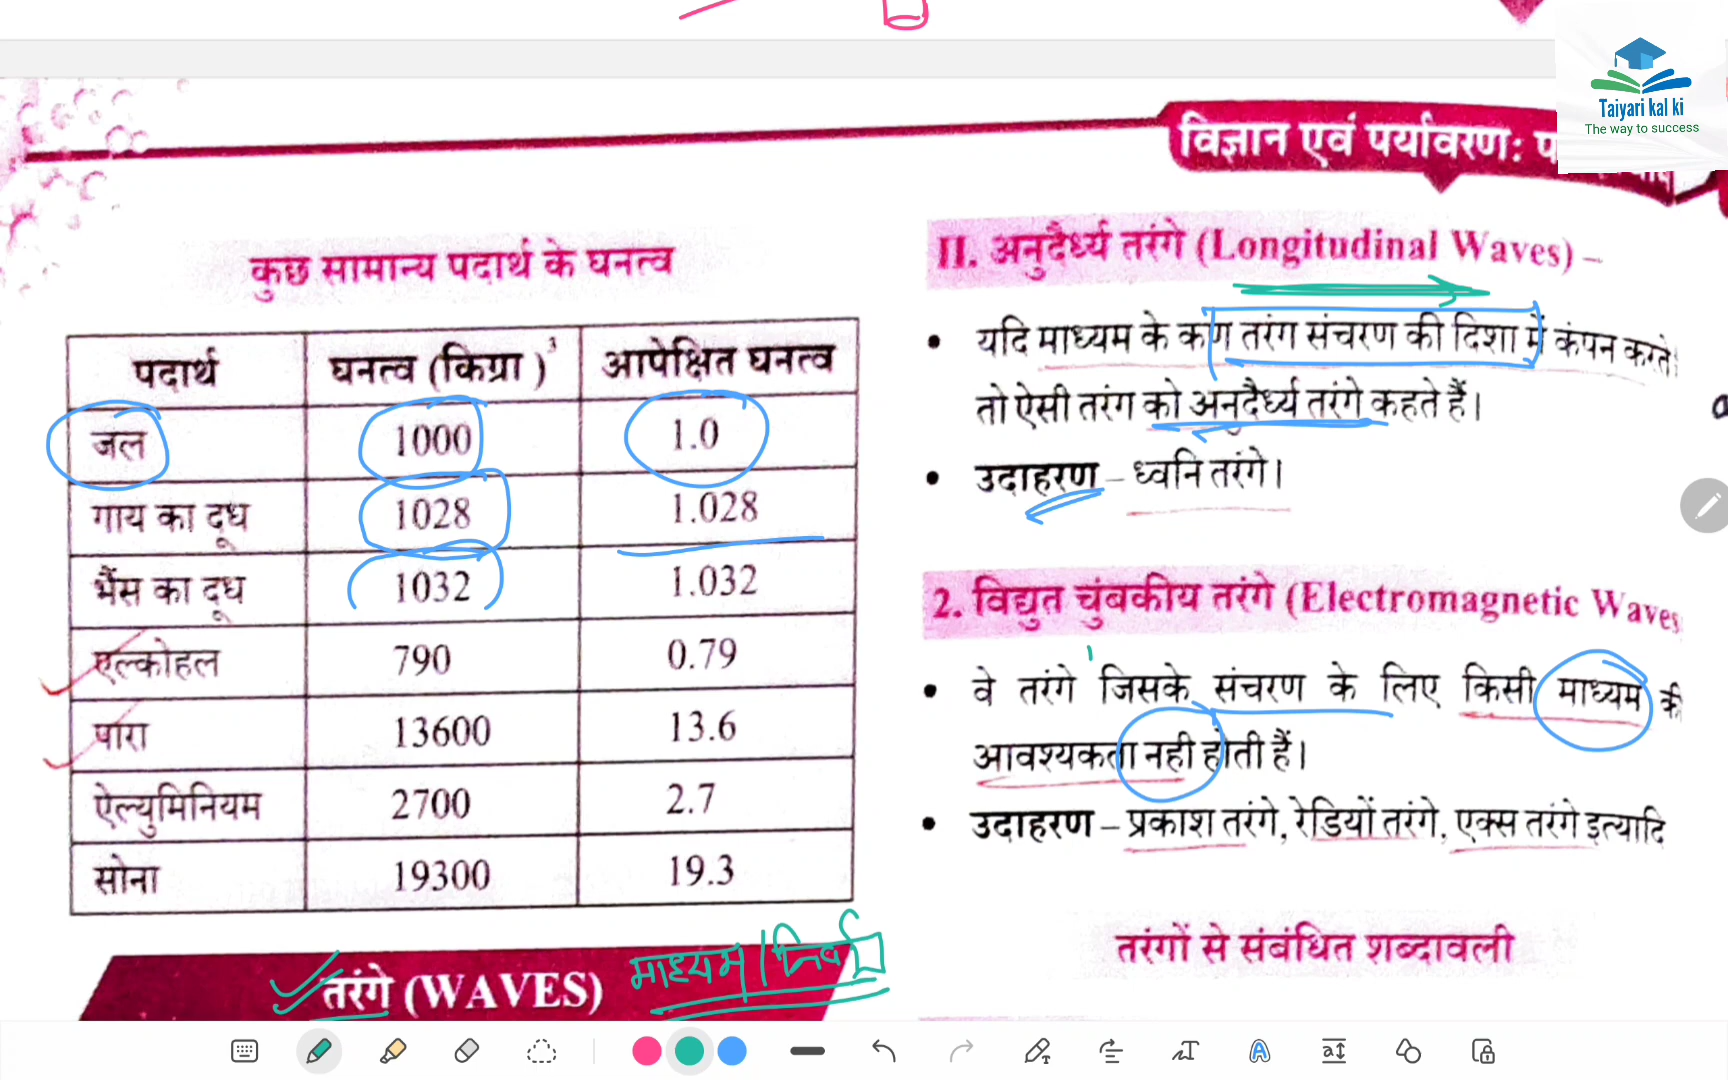 Taiyari kal ki
The way to success
विज्ञान एवं पर्यावरण:
कुछ सामान्य पदार्थ के घनत्व
पदार्थ घनत्व (किग्रा )³ आपेक्षित घनत्व
जल 1000 1.0
गाय का दूध 1028 1.028
भैंस का दूध 1032 1.032
एल्कोहल 790 0.79
पारा 13600 13.6
ऐल्युमिनियम 2700 2.7
सोना 19300 19.3
तरंगे (WAVES)
माध्यम
II. अनुदैर्ध्य तरंगे (Longitudinal Waves) –
• यदि माध्यम के कण तरंग संचरण की दिशा में कंपन करते
तो ऐसी तरंग को अनुदैर्ध्य तरंगे कहते हैं।
• उदाहरण – ध्वनि तरंगे।
2. विद्युत चुंबकीय तरंगे (Electromagnetic Waves
• वे तरंगे जिसके संचरण के लिए किसी माध्यम की
आवश्यकता नही होती हैं।
• उदाहरण – प्रकाश तरंगे, रेडियों तरंगे, एक्स तरंगे इत्यादि
तरंगों से संबंधित शब्दावली